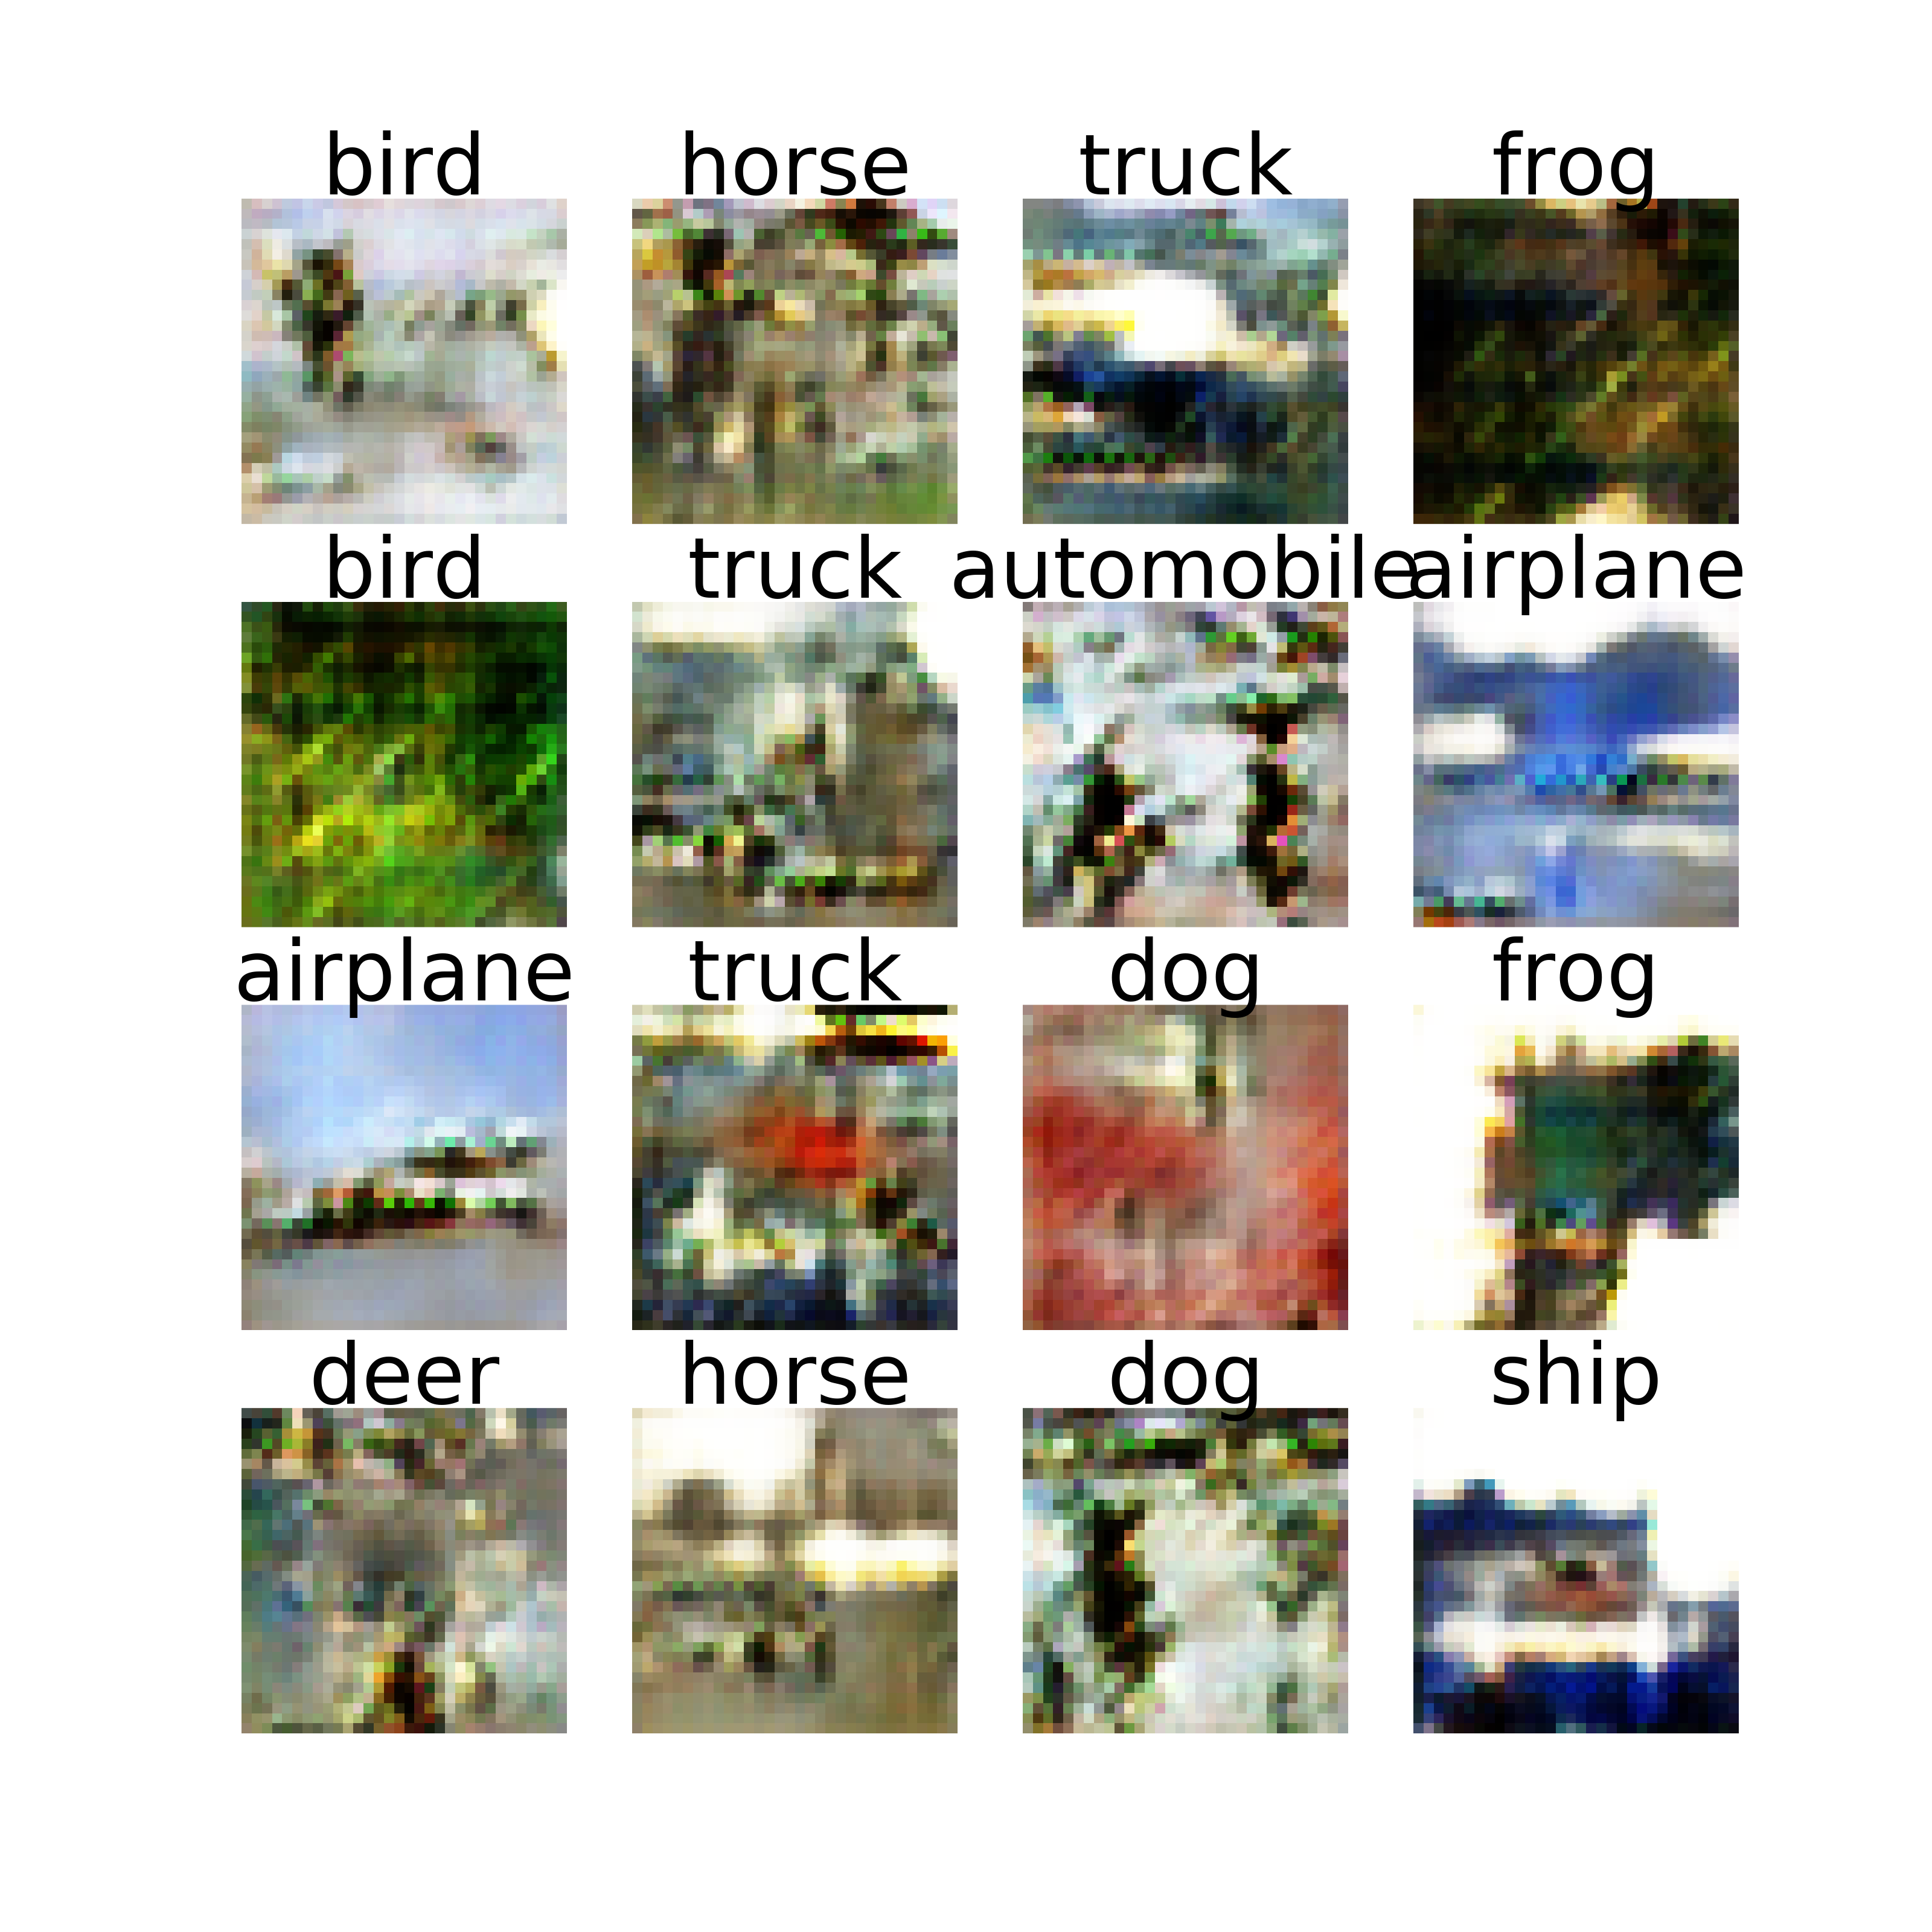 bird horse truck frog
bird truck automobile airplane
airplane truck dog frog
deer horse dog ship